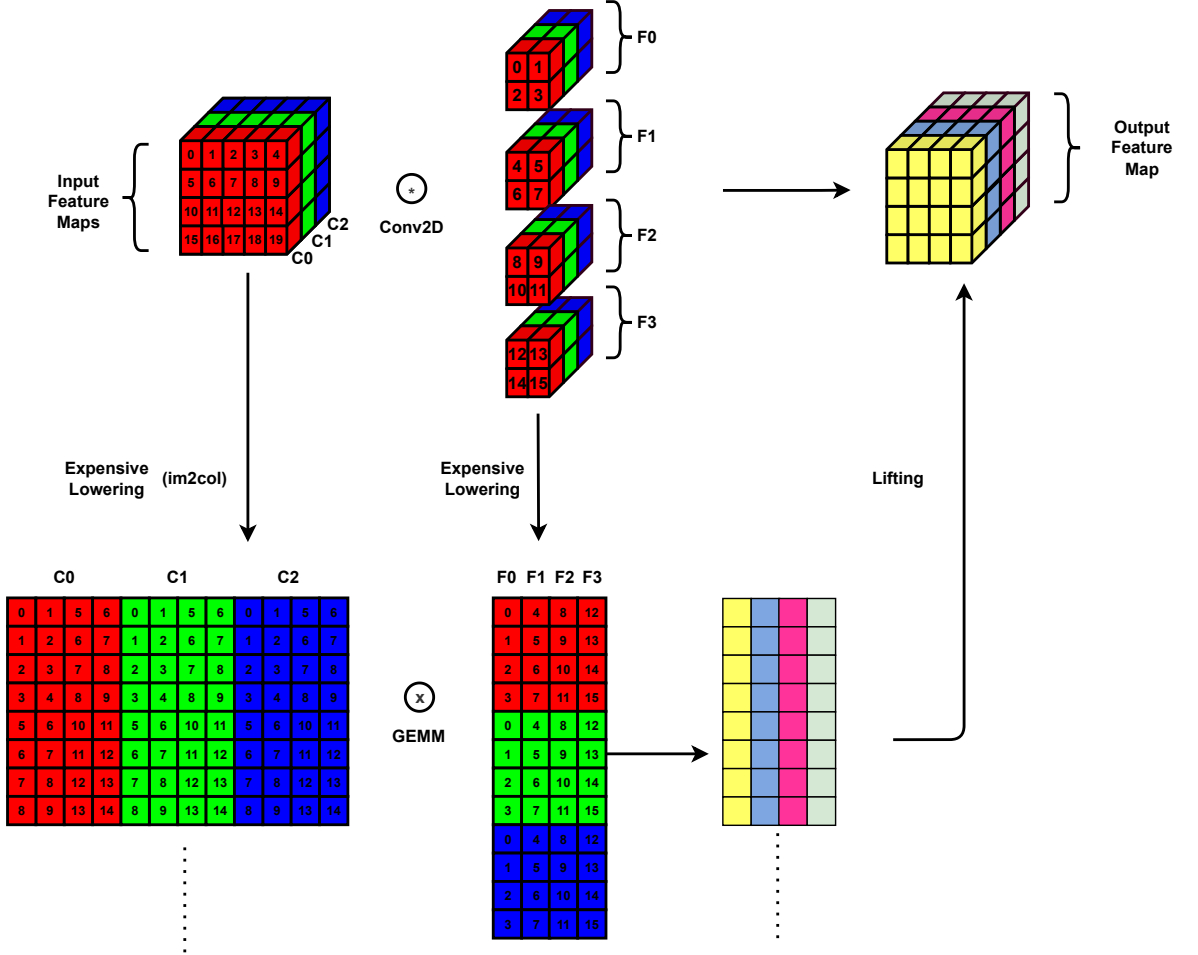 F0
0 1
2 3
F1
4 5
6 7
F2
8 9
10 11
F3
12 13
14 15
Input
Feature
Maps
0 1 2 3 4
5 6 7 8 9
10 11 12 13 14
15 16 17 18 19
C0
C1
C2
*
Conv2D
Output
Feature
Map
Expensive
Lowering
(im2col)
Expensive
Lowering
Lifting
C0 C1 C2
0 1 5 6 0 1 5 6 0 1 5 6
1 2 6 7 1 2 6 7 1 2 6 7
2 3 7 8 2 3 7 8 2 3 7 8
3 4 8 9 3 4 8 9 3 4 8 9
5 6 10 11 5 6 10 11 5 6 10 11
6 7 11 12 6 7 11 12 6 7 11 12
7 8 12 13 7 8 12 13 7 8 12 13
8 9 13 14 8 9 13 14 8 9 13 14
x
GEMM
F0 F1 F2 F3
0 4 8 12
1 5 9 13
2 6 10 14
3 7 11 15
0 4 8 12
1 5 9 13
2 6 10 14
3 7 11 15
0 4 8 12
1 5 9 13
2 6 10 14
3 7 11 15